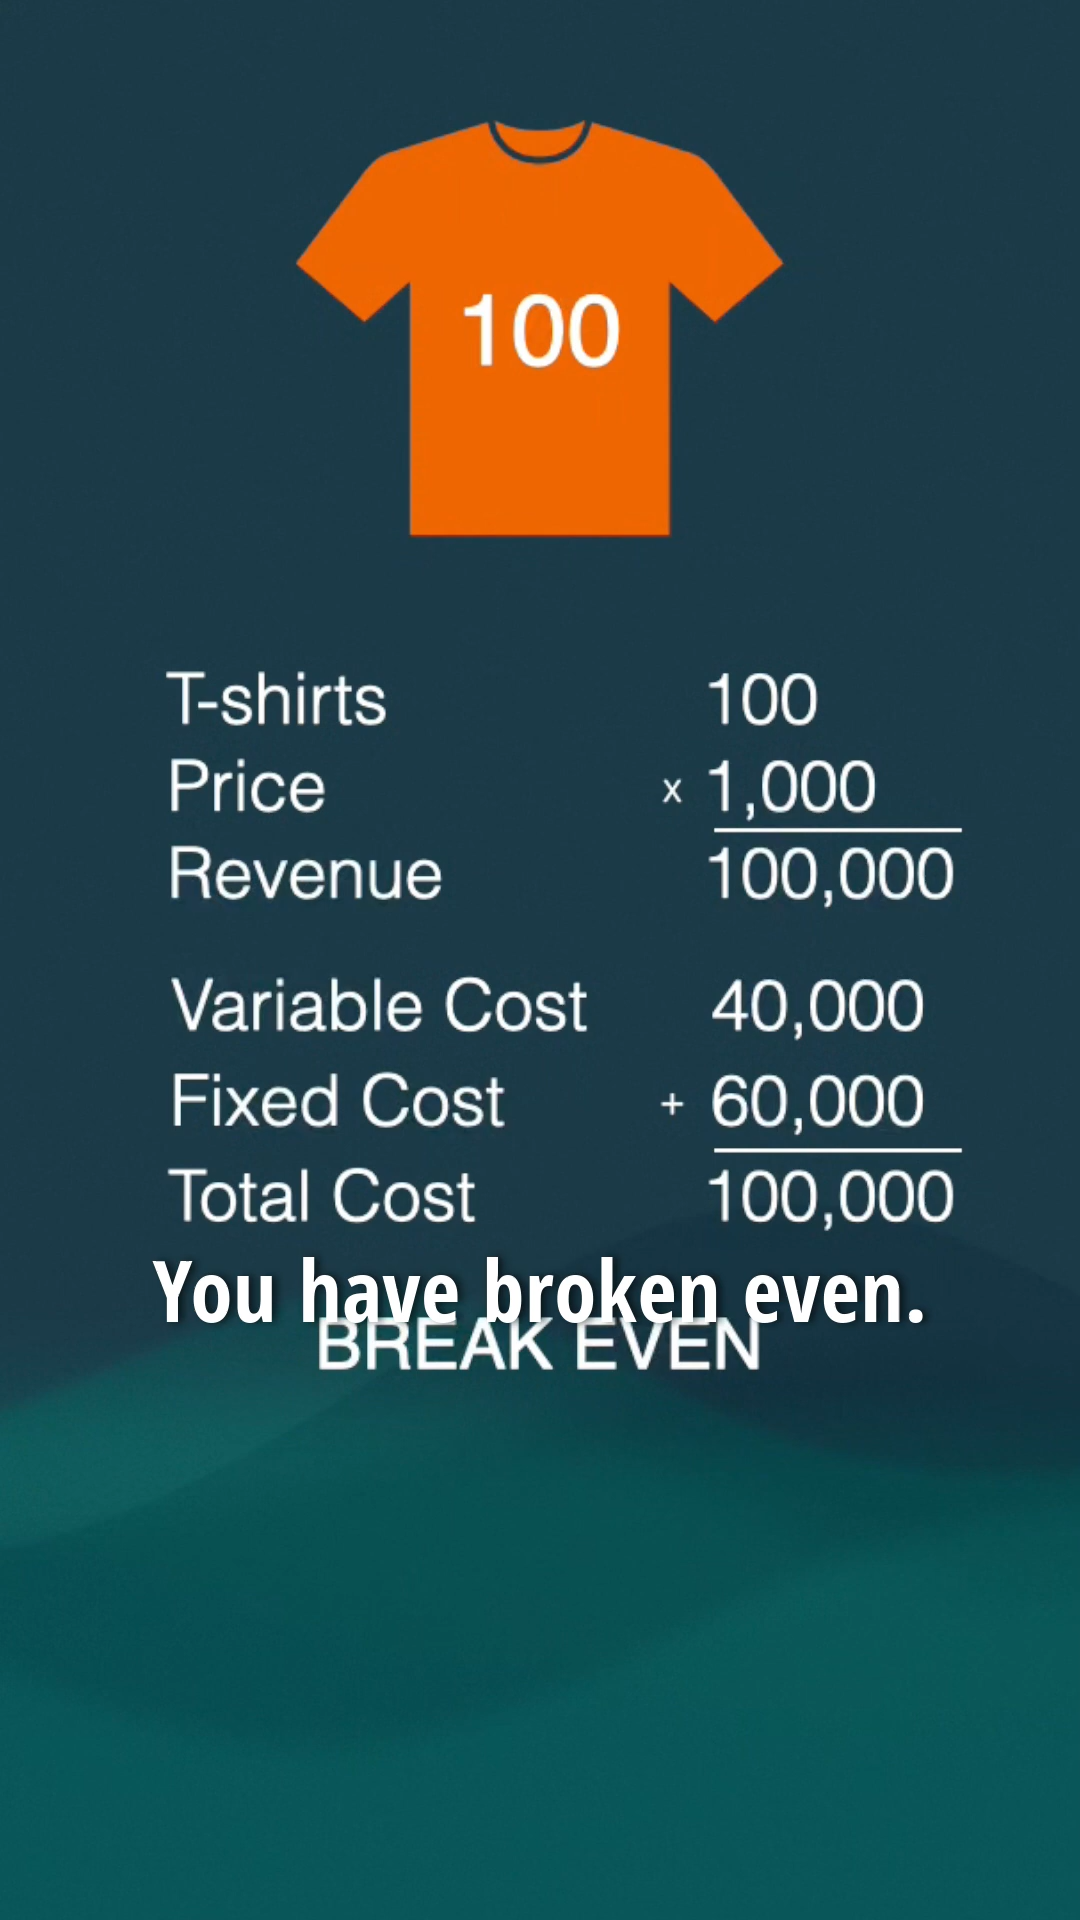 100
T-shirts 100
Price x 1,000
Revenue 100,000
Variable Cost 40,000
Fixed Cost + 60,000
Total Cost 100,000
You have broken even.
BREAK EVEN